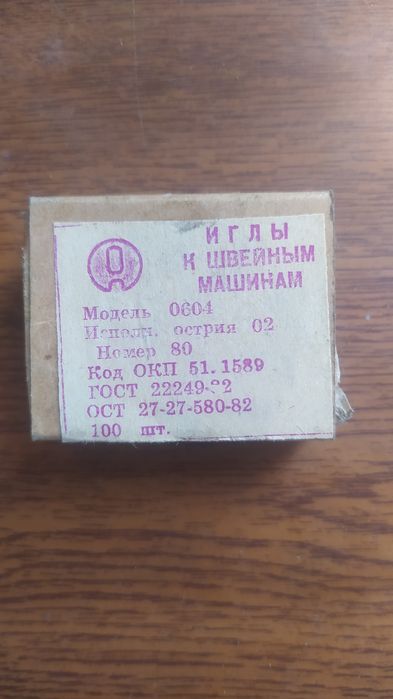 ИГЛЫ
К ШВЕЙНЫМ
МАШИНАМ
Модель 0604
Исполн. острия 02
Номер 80
Код ОКП 51.1589
ГОСТ 22249-82
ОСТ 27-27-580-82
100 шт.